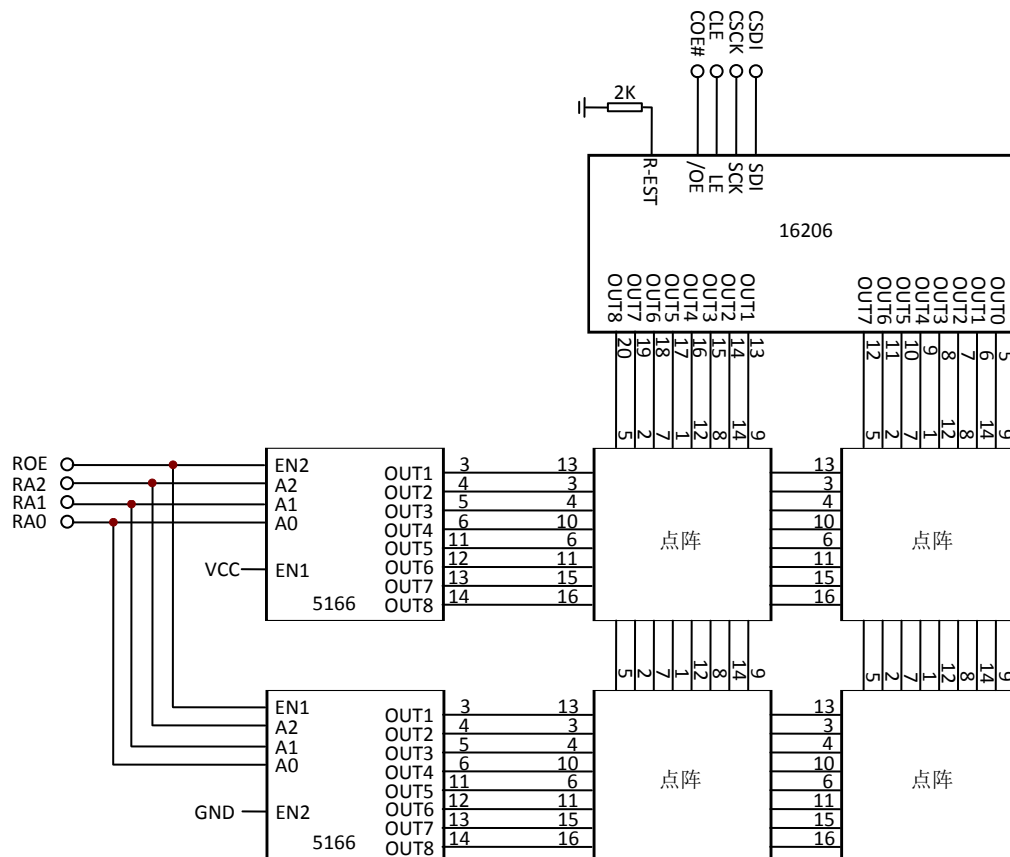 COE#
CLE
CSCK
CSDI
2K
R-EST
/OE
LE
SCK
SDI
16206
OUT8
OUT7
OUT6
OUT5
OUT4
OUT3
OUT2
OUT1
OUT7
OUT6
OUT5
OUT4
OUT3
OUT2
OUT1
OUT0
20
19
18
17
16
15
14
13
12
11
10
9
8
7
6
5
5
2
7
1
12
8
14
9
5
2
7
1
12
8
14
9
ROE
RA2
RA1
RA0
VCC
EN2
A2
A1
A0
EN1
5166
OUT1
OUT2
OUT3
OUT4
OUT5
OUT6
OUT7
OUT8
3
4
5
6
11
12
13
14
13
3
4
10
6
11
15
16
点阵
13
3
4
10
6
11
15
16
点阵
5
2
7
1
12
8
14
9
5
2
7
1
12
8
14
9
GND
EN1
A2
A1
A0
EN2
5166
OUT1
OUT2
OUT3
OUT4
OUT5
OUT6
OUT7
OUT8
3
4
5
6
11
12
13
14
13
3
4
10
6
11
15
16
点阵
13
3
4
10
6
11
15
16
点阵